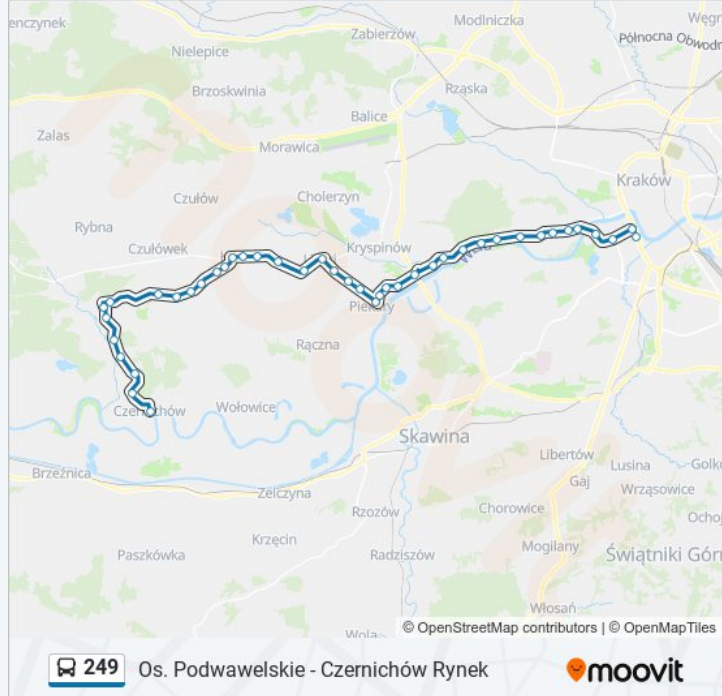 enczynek
Modlniczka
Węgr
Zabierzów
Północna Obwodn
Nielepice
Rząska
Brzoskwinia
Balice
Zalas
Morawica
Kraków
Czułów
Cholerzyn
Rybna
Czułówek
Kryspinów
Piekary
Rączna
Czernichów
Wołowice
Skawina
Brzeźnica
Libertów
Lusina
Golko
Gaj
Zelczyna
Wrząsowice
Rzozów
Chorowice
Ochoj
Krzęcin
Mogilany
Paszkówka
Radziszów
Świątniki Górn
Włosań
Wola
© OpenStreetMap contributors | © OpenMapTiles
249 Os. Podwawelskie - Czernichów Rynek
moovit